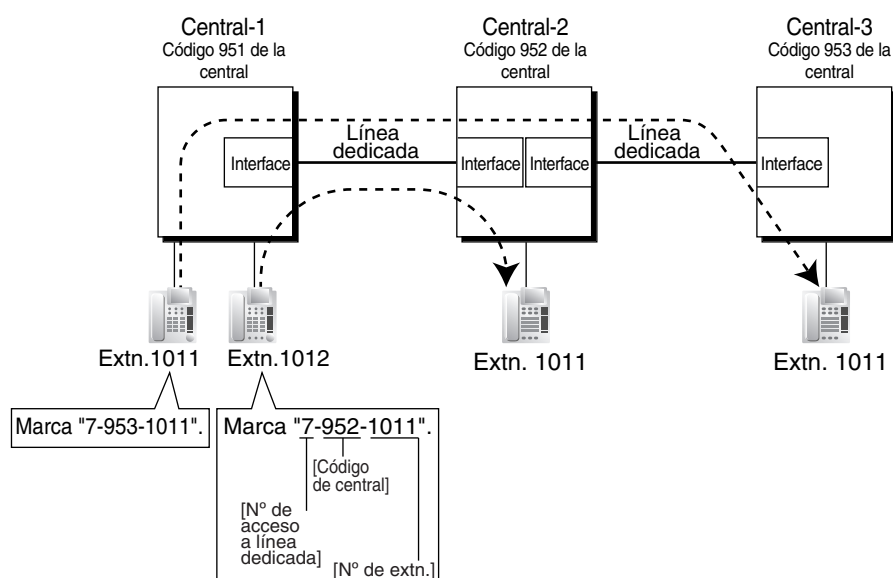 Central-1
Código 951 de la
central
Central-2
Código 952 de la
central
Central-3
Código 953 de la
central
Interface
Línea
dedicada
Interface
Interface
Línea
dedicada
Interface
Extn.1011
Extn.1012
Extn. 1011
Extn. 1011
Marca "7-953-1011".
Marca "7-952-1011".
[Código
de central]
[Nº de
acceso
a línea
dedicada]
[Nº de extn.]